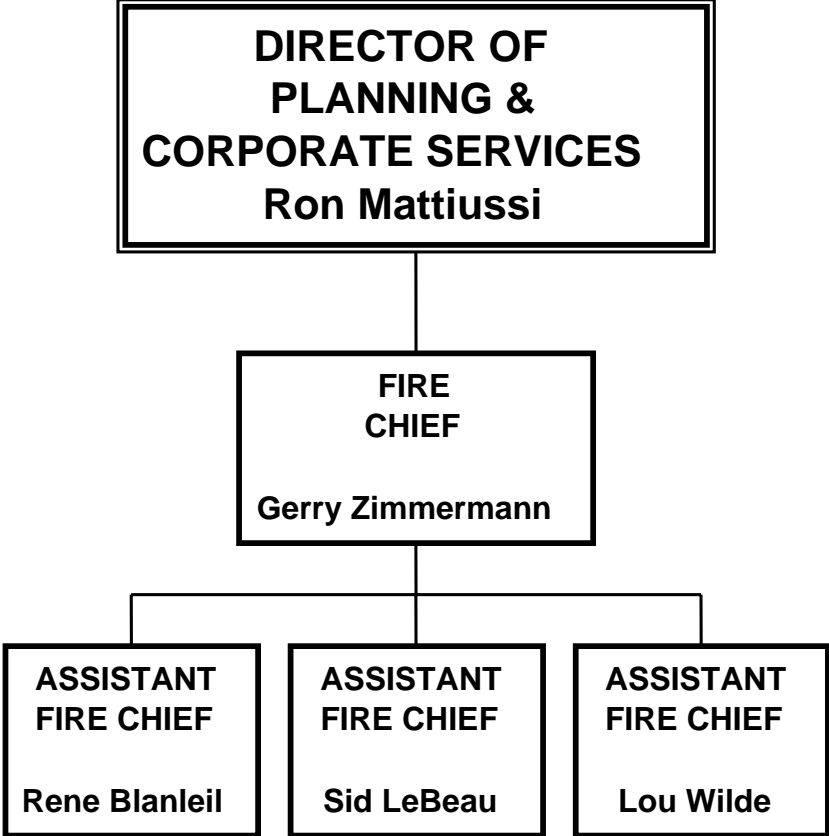 DIRECTOR OF
PLANNING &
CORPORATE SERVICES
Ron Mattiussi
FIRE
CHIEF
Gerry Zimmermann
ASSISTANT
FIRE CHIEF
Rene Blanleil
ASSISTANT
FIRE CHIEF
Sid LeBeau
ASSISTANT
FIRE CHIEF
Lou Wilde